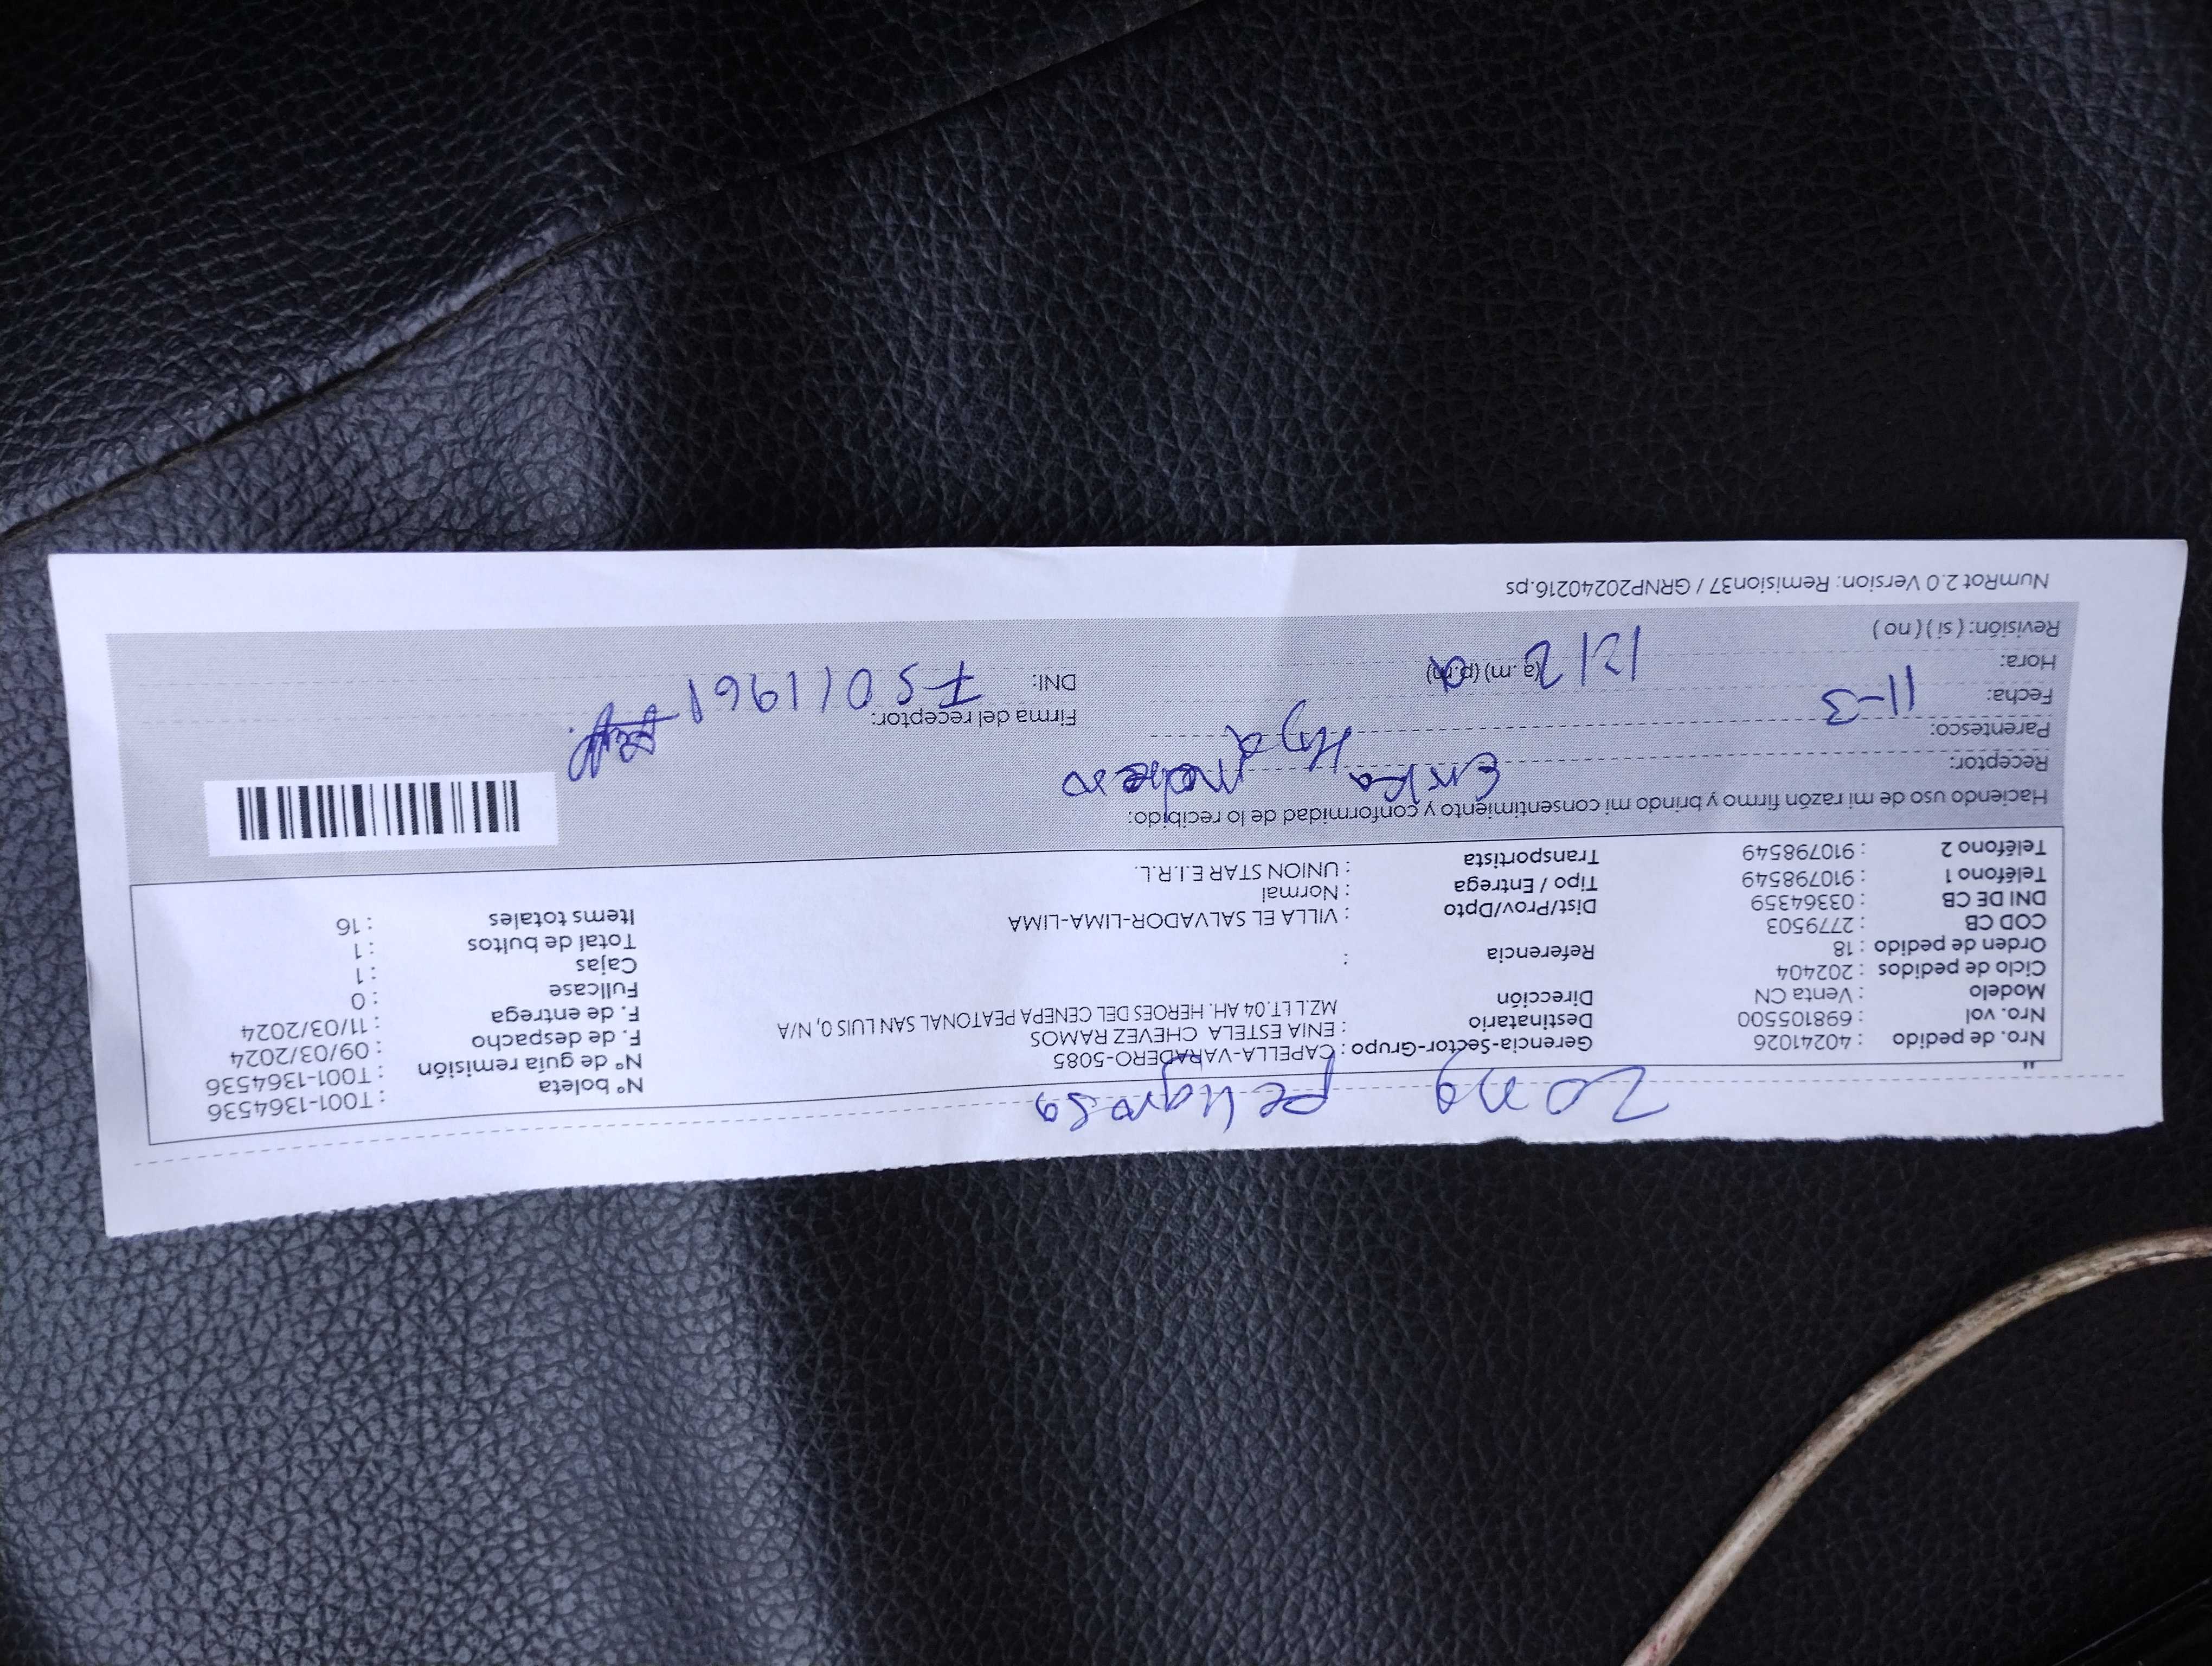 Zona peligrosa
Nro. de pedido : 40241026 Gerencia-Sector-Grupo : CAPELLA-VARADERO-5085 N° boleta : T001-1364536
Nro. vol : 698105500 Destinatario : ENIA ESTELA CHEVEZ RAMOS N° de guía remisión : T001-1364536
Modelo : Venta CN Dirección MZ.L LT.04 AH. HEROES DEL CENEPA PEATONAL SAN LUIS 0, N/A F. de despacho : 09/03/2024
Ciclo de pedidos : 202404 F. de entrega : 11/03/2024
Orden de pedido : 18 Referencia : Fullcase : 0
COD CB : 2779503 Cajas : 1
DNI DE CB : 03364359 Dist/Prov/Dpto : VILLA EL SALVADOR-LIMA-LIMA Total de bultos : 1
Teléfono 1 : 910798549 Tipo / Entrega : Normal Items totales : 16
Teléfono 2 : 910798549 Transportista : UNION STAR E.I.R.L.
Haciendo uso de mi razón firmo y brindo mi consentimiento y conformidad de lo recibido:
Receptor: Erika
Parentesco: Hija
Fecha: 11-3 Firma del receptor:
Hora: (a.m) (p.m) DNI: 75011961
Revisión: ( si ) ( no )
NumRot 2.0 Version: Remision37 / GRNP20240216.ps